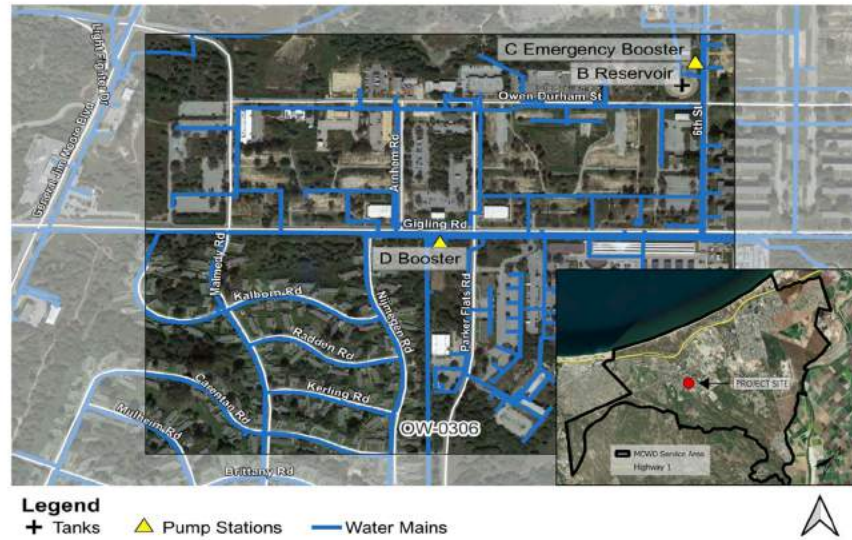 Light Fighter Dr
General Jim Moore Blvd
C Emergency Booster
B Reservoir
Owen Durham St
6th St
Arnhem Rd
Gigling Rd
D Booster
Malmedy Rd
Kalborn Rd
Nijmegen Rd
Parker Flats Rd
Radden Rd
Kerling Rd
Carentan Rd
Mulheim Rd
OW-0306
Brittany Rd
PROJECT SITE
MCWD Service Area
Highway 1
Legend
Tanks
Pump Stations
Water Mains